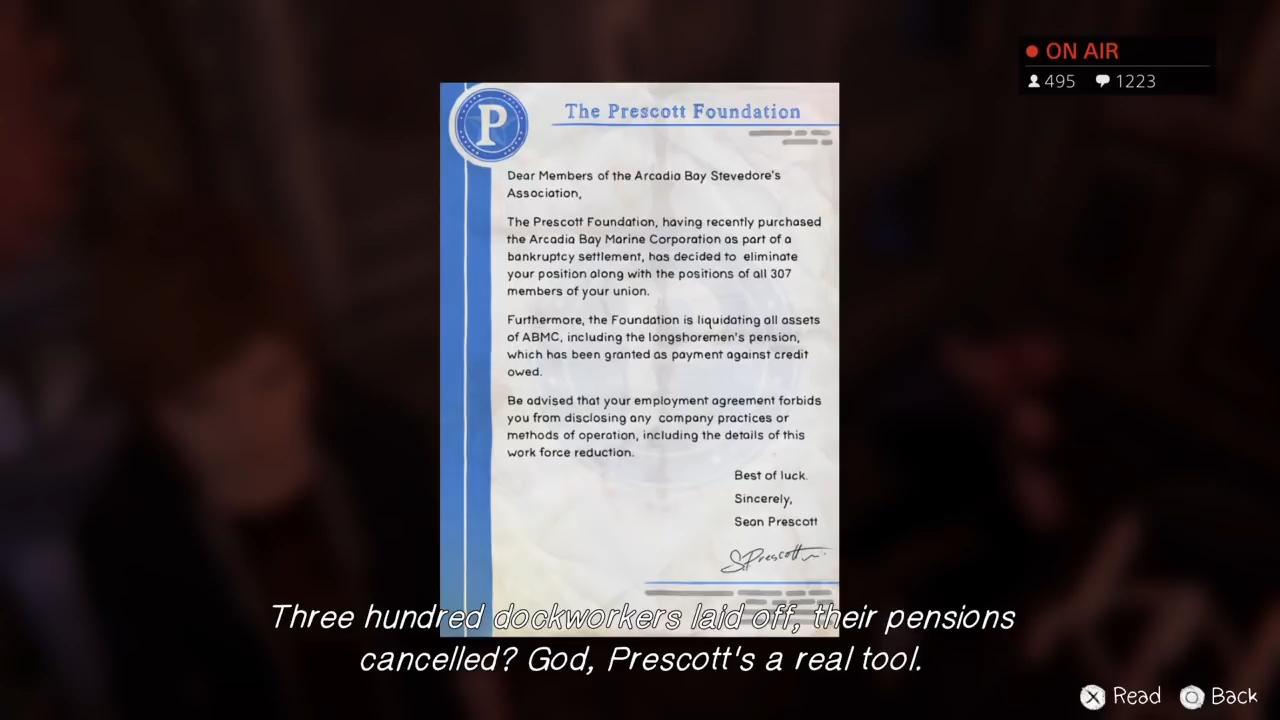 ON AIR
495 1223
P
The Prescott Foundation
Dear Members of the Arcadia Bay Stevedore's
Association,
The Prescott Foundation, having recently purchased
the Arcadia Bay Marine Corporation as part of a
bankruptcy settlement, has decided to eliminate
your position along with the positions of all 307
members of your union.
Furthermore, the Foundation is liquidating all assets
of ABMC, including the longshoremen's pension,
which has been granted as payment against credit
owed.
Be advised that your employment agreement forbids
you from disclosing any company practices or
methods of operation, including the details of this
work force reduction.
Best of luck.
Sincerely,
Sean Prescott
S.Prescott
Three hundred dockworkers laid off, their pensions
cancelled? God, Prescott's a real tool.
Read Back